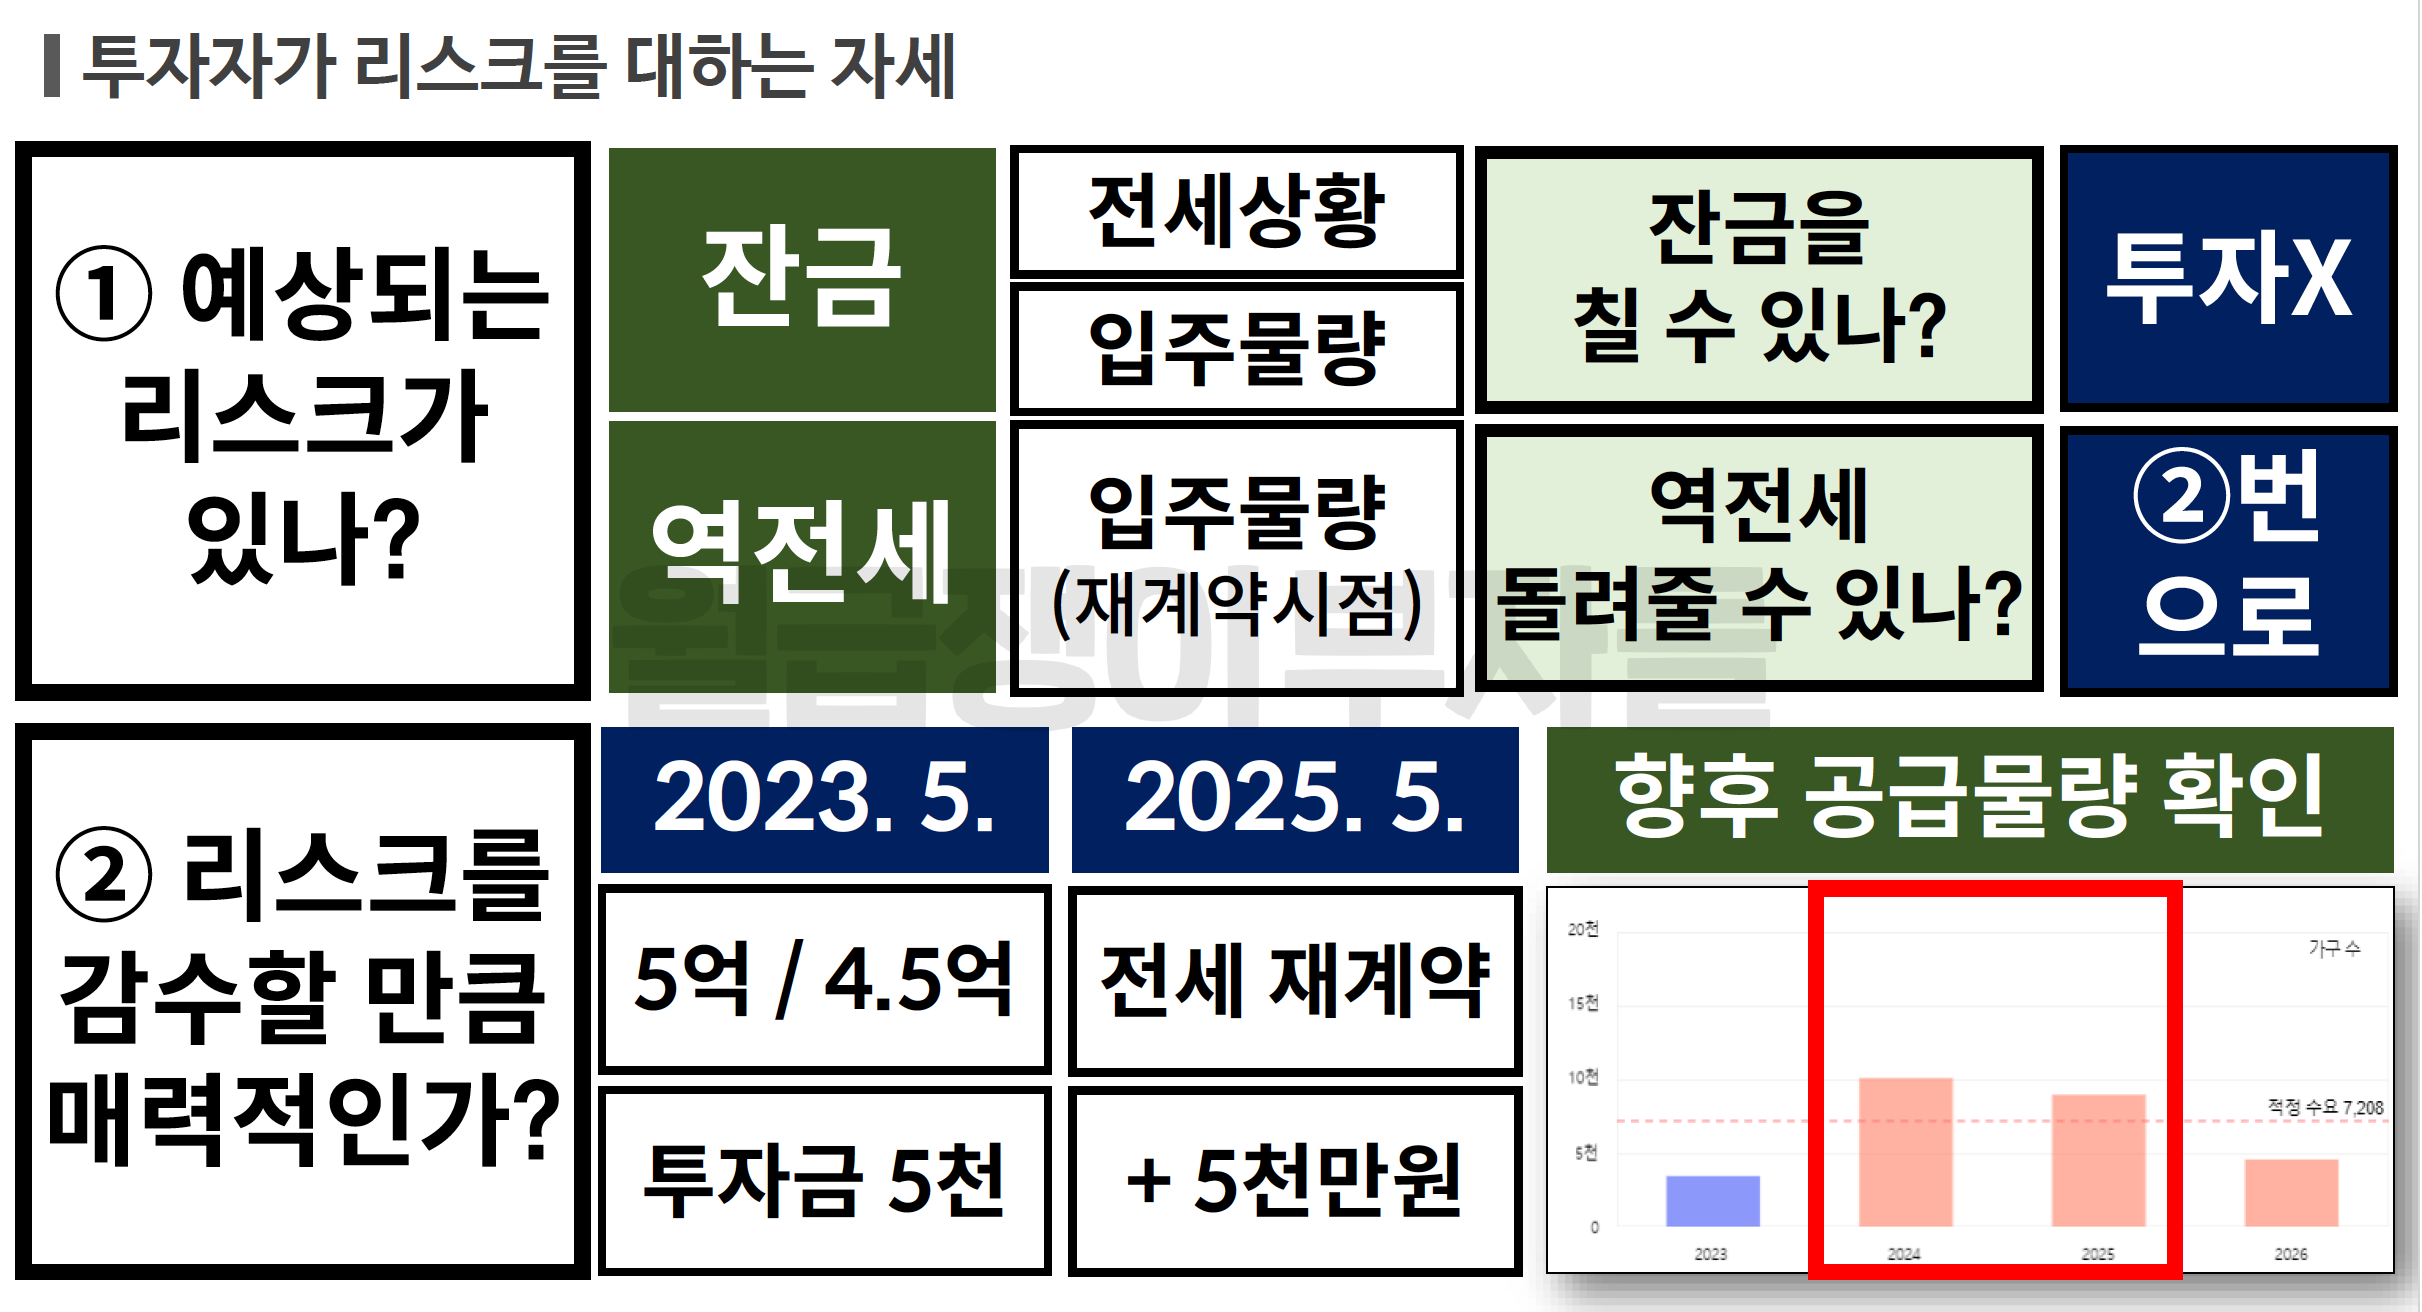 투자자가 리스크를 대하는 자세
① 예상되는
리스크가
있나?
잔금
전세상황
입주물량
잔금을
칠 수 있나?
투자X
역전세
입주물량
(재계약시점)
역전세
돌려줄 수 있나?
②번
으로
월급쟁이부자들
② 리스크를
감수할 만큼
매력적인가?
2023. 5.
5억 / 4.5억
투자금 5천
2025. 5.
전세 재계약
+ 5천만원
향후 공급물량 확인
20천
가구 수
15천
10천
적정 수요 7,208
5천
0
2023
2024
2025
2026